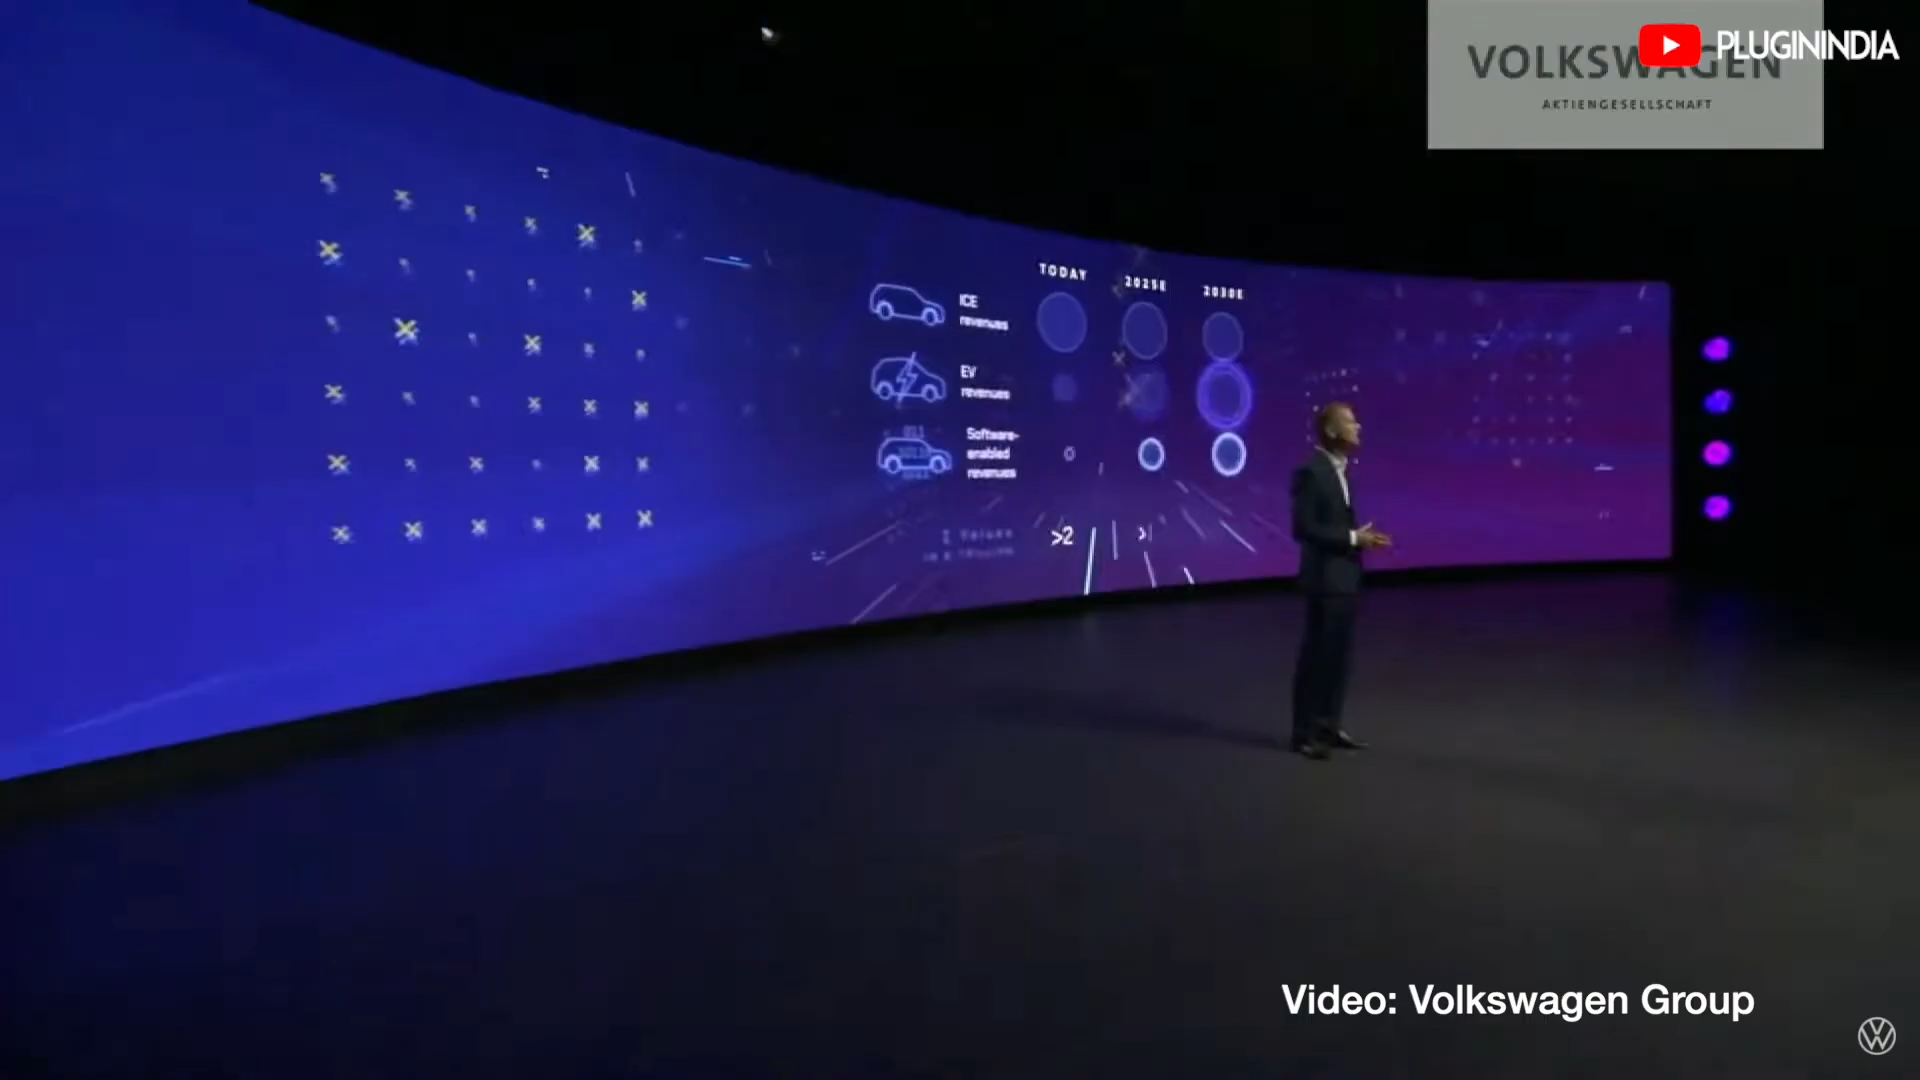 VOLKSWAGEN
AKTIENGESELLSCHAFT
PLUGININDIA
TODAY
2025E
2030E
ICE
revenues
EV
revenues
Software-
enabled
revenues
>2
Video: Volkswagen Group